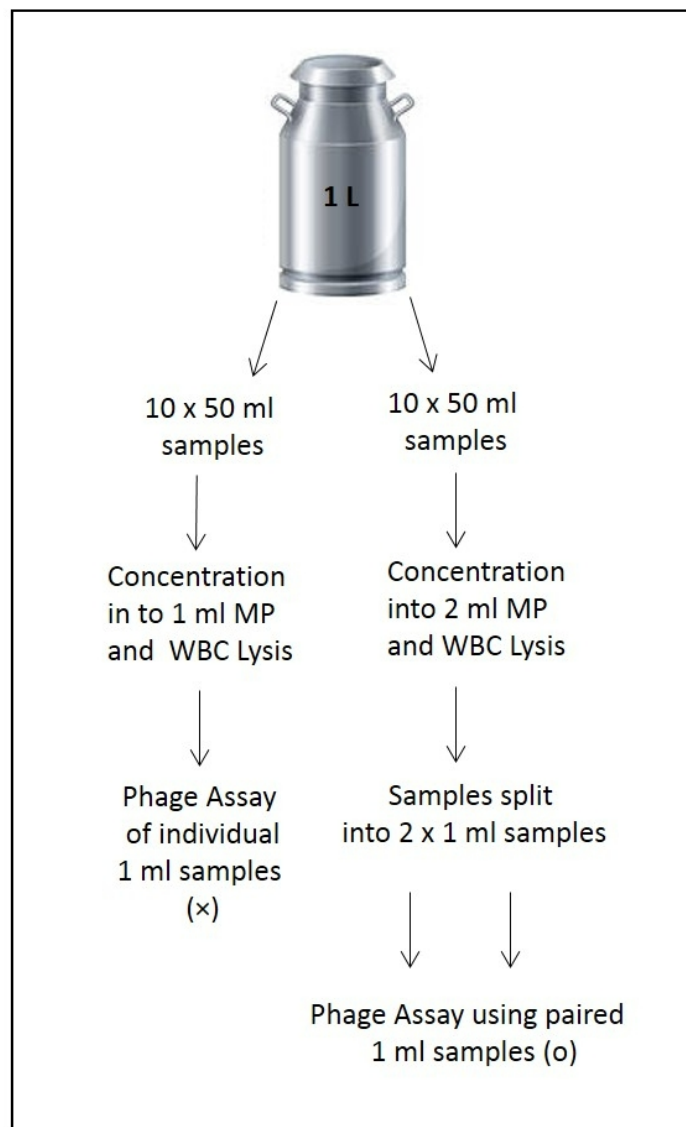 1 L
10 x 50 ml
samples
10 x 50 ml
samples
Concentration
in to 1 ml MP
and WBC Lysis
Concentration
into 2 ml MP
and WBC Lysis
Phage Assay
of individual
1 ml samples
(×)
Samples split
into 2 x 1 ml samples
Phage Assay using paired
1 ml samples (o)